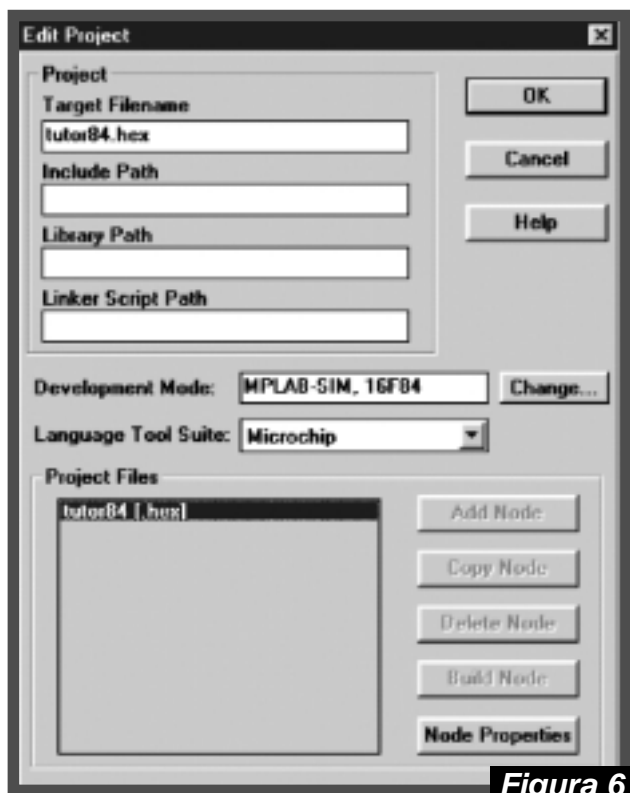 Edit Project
Project
Target Filename
tutor84.hex
Include Path
Library Path
Linker Script Path
OK
Cancel
Help
Development Mode: MPLAB-SIM, 16F84 Change...
Language Tool Suite: Microchip
Project Files
tutor84 [.hex]
Add Node
Copy Node
Delete Node
Build Node
Node Properties
Figura 6